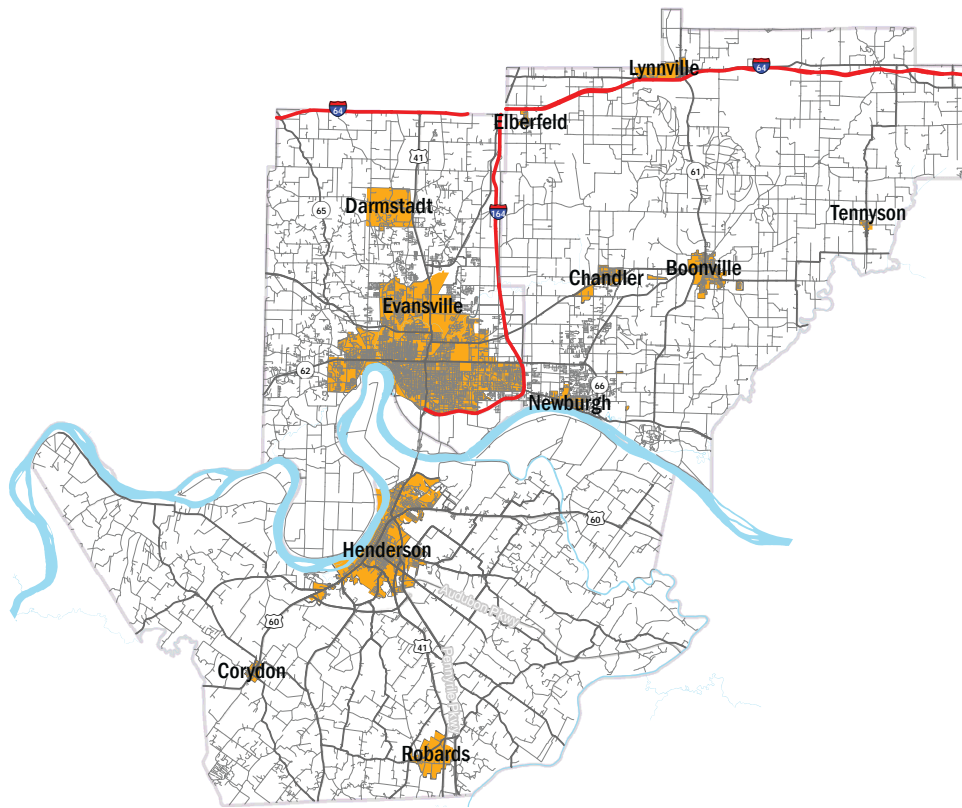 Lynnville
64
64
Elberfeld
41
61
65
Darmstadt
164
Tennyson
Chandler
Boonville
Evansville
62
66
Newburgh
60
Henderson
Audubon Pkwy
60
41
Corydon
Pennyrile Pkwy
Robards